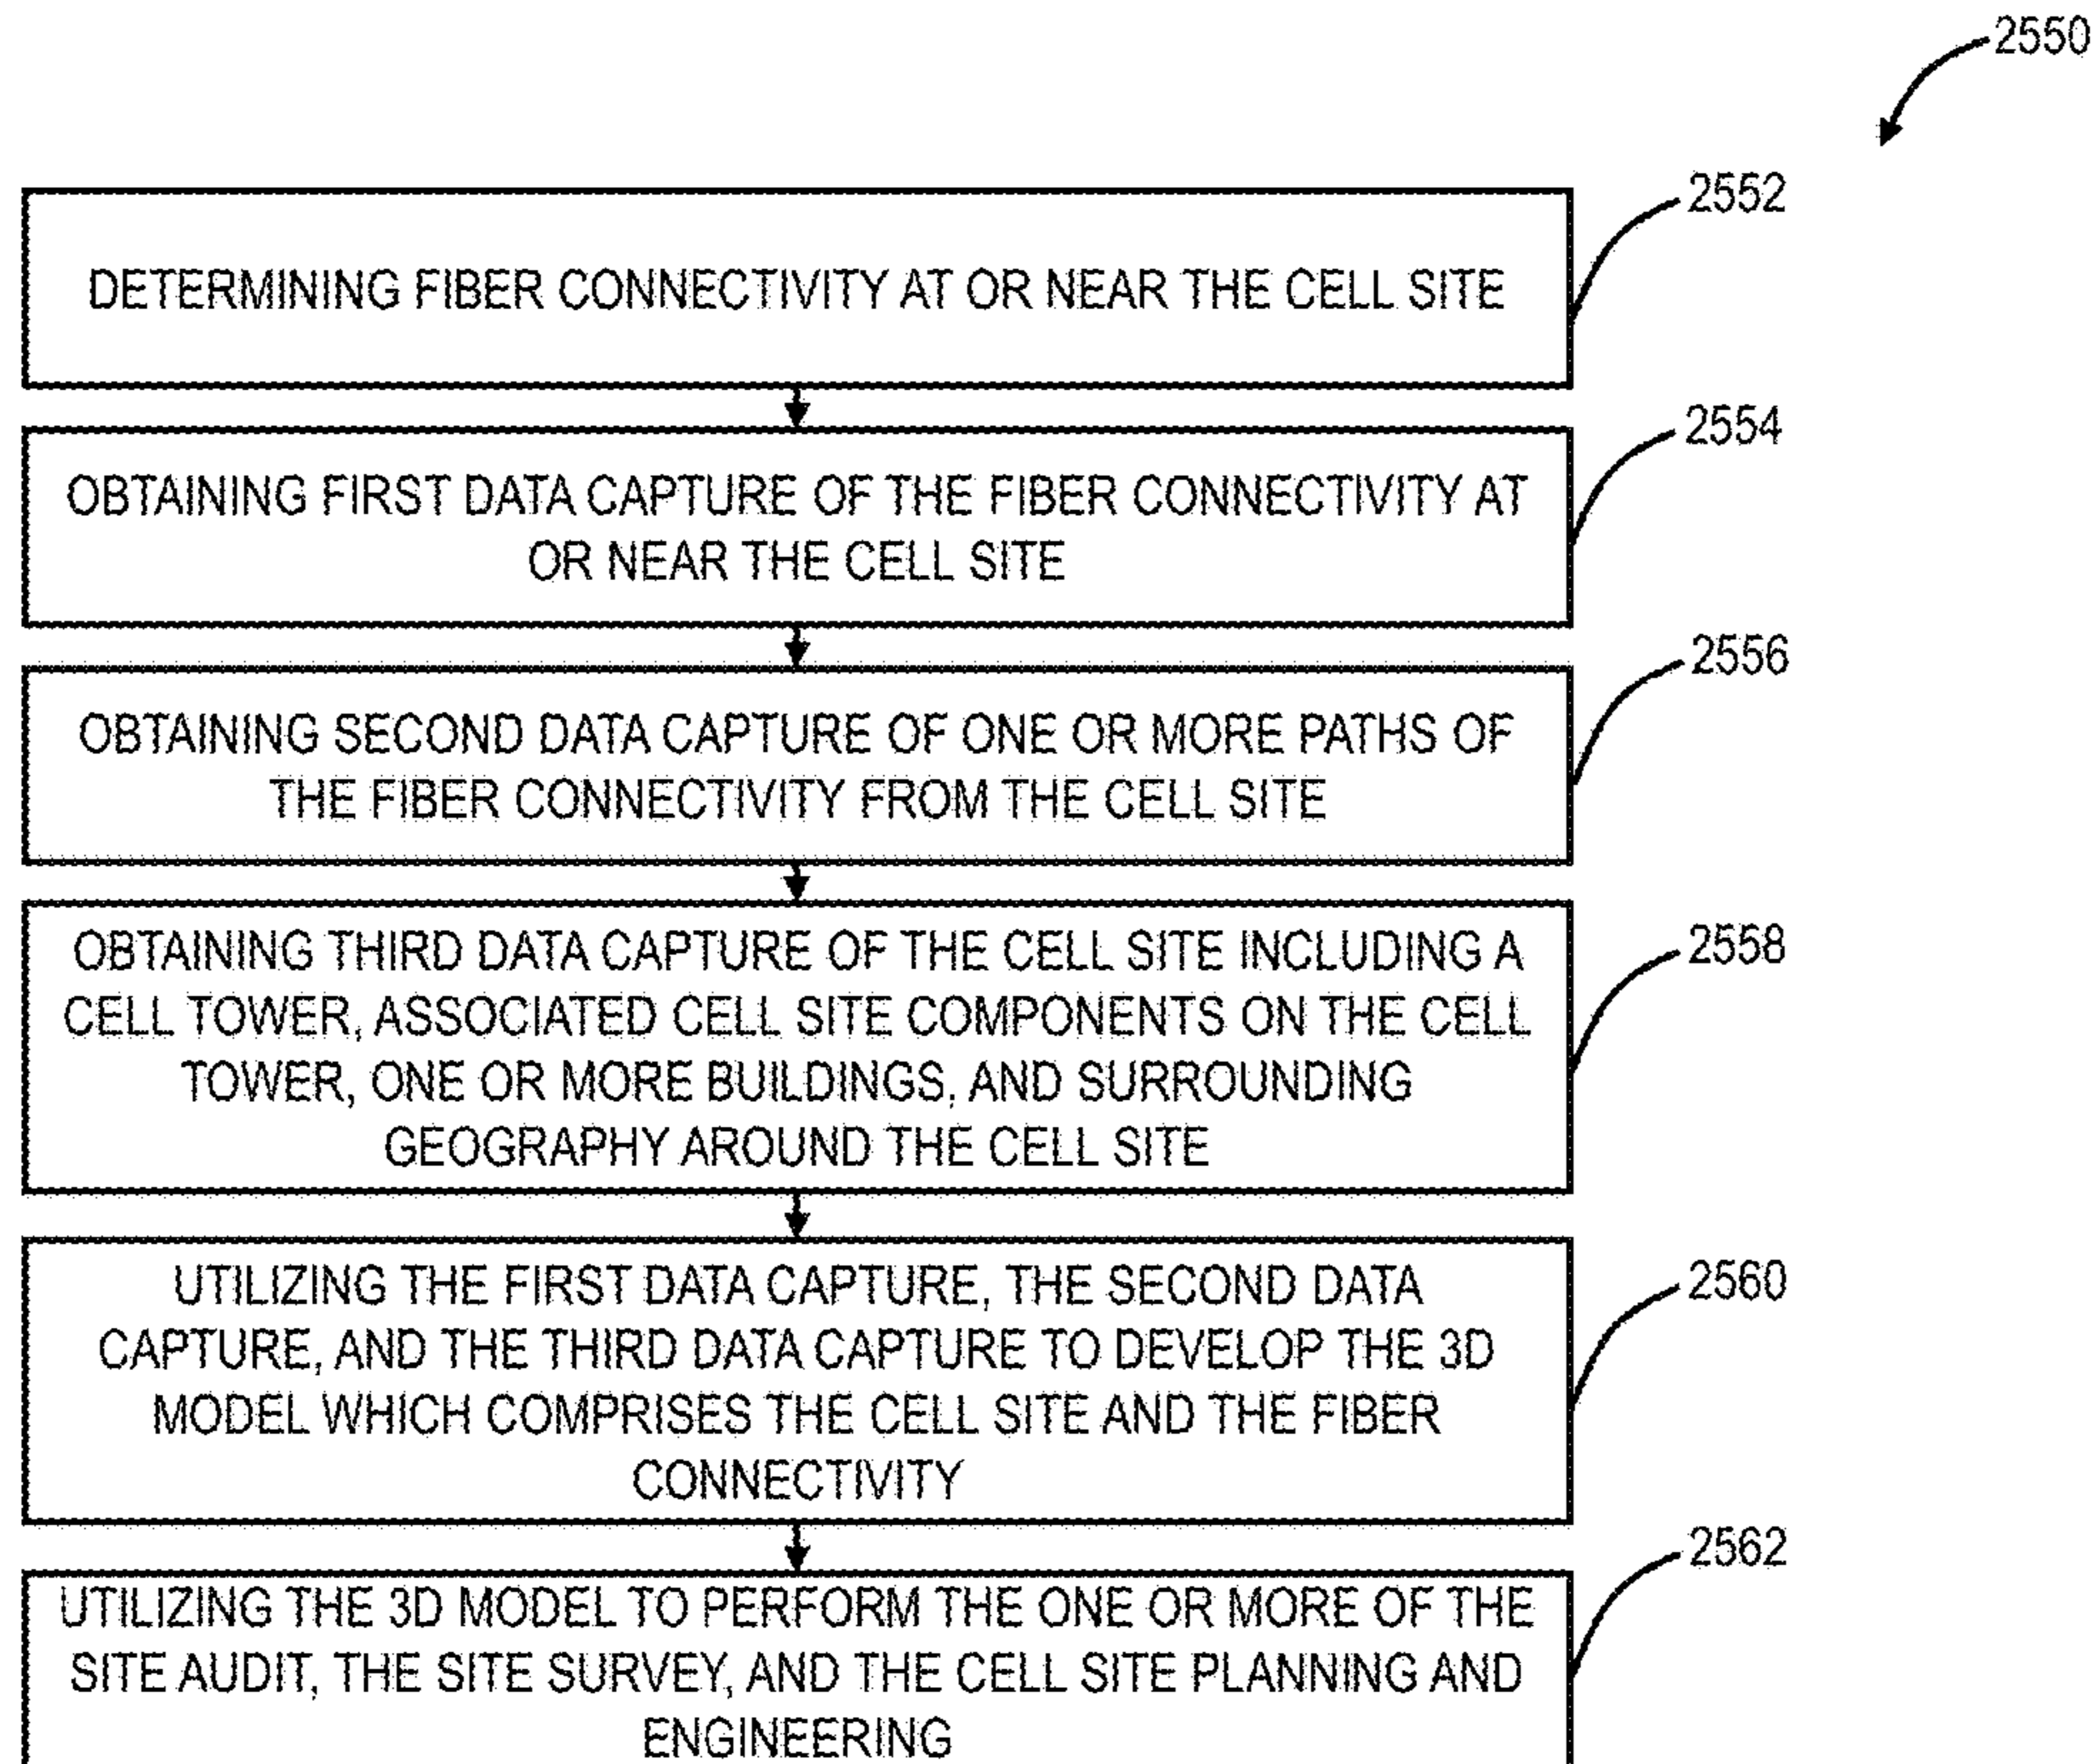 2550
2552
DETERMINING FIBER CONNECTIVITY AT OR NEAR THE CELL SITE
2554
OBTAINING FIRST DATA CAPTURE OF THE FIBER CONNECTIVITY AT
OR NEAR THE CELL SITE
2556
OBTAINING SECOND DATA CAPTURE OF ONE OR MORE PATHS OF
THE FIBER CONNECTIVITY FROM THE CELL SITE
2558
OBTAINING THIRD DATA CAPTURE OF THE CELL SITE INCLUDING A
CELL TOWER, ASSOCIATED CELL SITE COMPONENTS ON THE CELL
TOWER, ONE OR MORE BUILDINGS, AND SURROUNDING
GEOGRAPHY AROUND THE CELL SITE
2560
UTILIZING THE FIRST DATA CAPTURE, THE SECOND DATA
CAPTURE, AND THE THIRD DATA CAPTURE TO DEVELOP THE 3D
MODEL WHICH COMPRISES THE CELL SITE AND THE FIBER
CONNECTIVITY
2562
UTILIZING THE 3D MODEL TO PERFORM THE ONE OR MORE OF THE
SITE AUDIT, THE SITE SURVEY, AND THE CELL SITE PLANNING AND
ENGINEERING